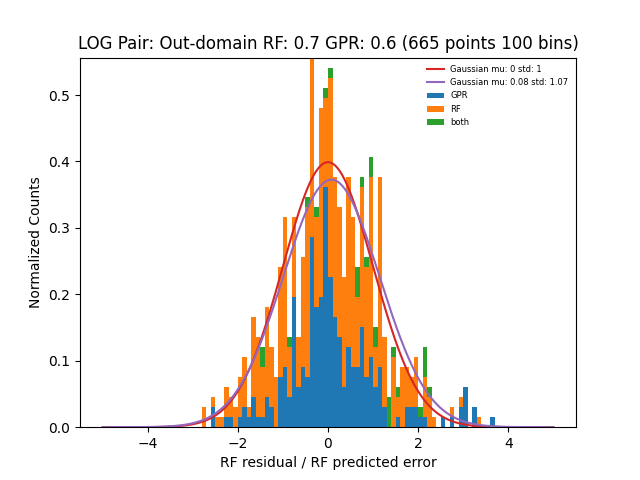 LOG Pair: Out-domain RF: 0.7 GPR: 0.6 (665 points 100 bins)
Gaussian mu: 0 std: 1
Gaussian mu: 0.08 std: 1.07
GPR
RF
both
Normalized Counts
0.5
0.4
0.3
0.2
0.1
0.0
−4
−2
0
2
4
RF residual / RF predicted error